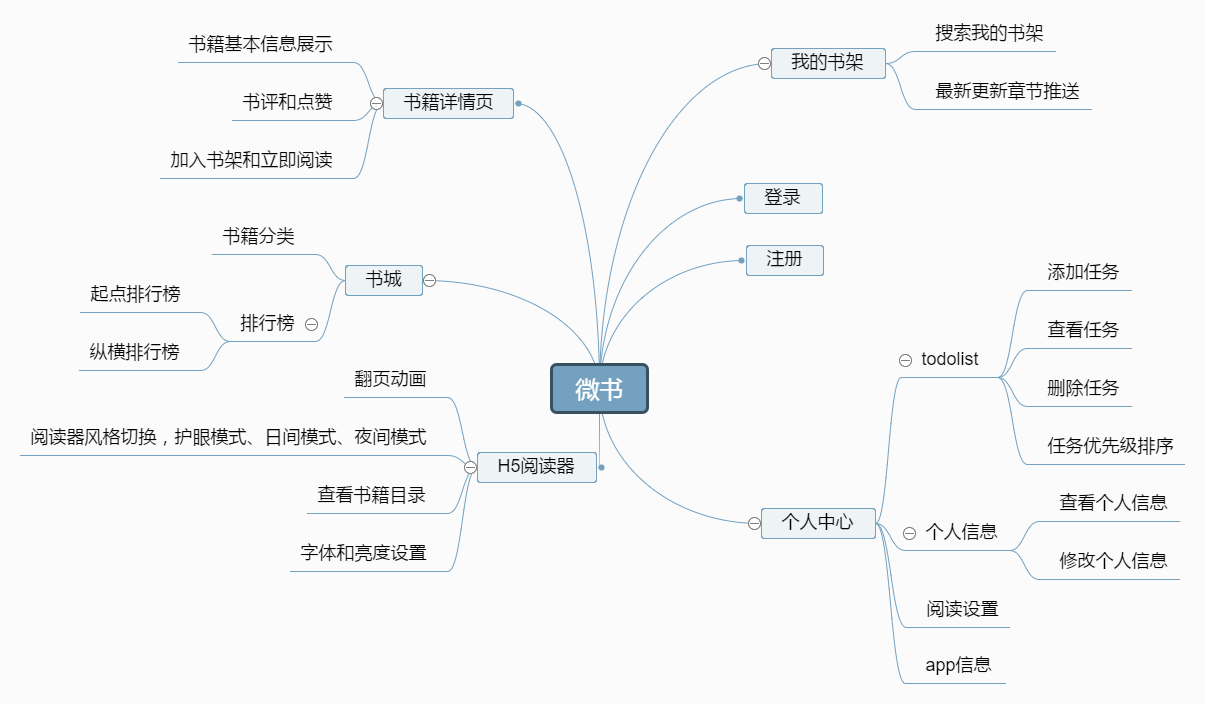 微书
我的书架
搜索我的书架
最新更新章节推送
登录
注册
个人中心
todolist
添加任务
查看任务
删除任务
任务优先级排序
个人信息
查看个人信息
修改个人信息
阅读设置
app信息
书籍详情页
书籍基本信息展示
书评和点赞
加入书架和立即阅读
书城
书籍分类
排行榜
起点排行榜
纵横排行榜
H5阅读器
翻页动画
阅读器风格切换，护眼模式、日间模式、夜间模式
查看书籍目录
字体和亮度设置